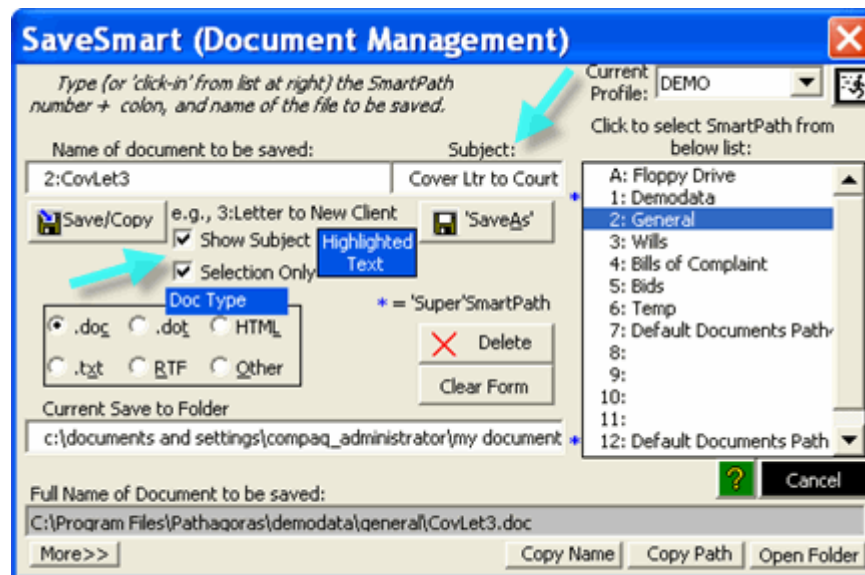 SaveSmart (Document Management)
Type (or 'click-in' from list at right) the SmartPath
number + colon, and name of the file to be saved.
Current
Profile:
DEMO
Click to select SmartPath from
below list:
Name of document to be saved:
Subject:
2:CovLet3
Cover Ltr to Court
Save/Copy
e.g., 3:Letter to New Client
'SaveAs'
Show Subject
Highlighted
Text
Selection Only
Doc Type
* = 'Super'SmartPath
.doc
.dot
HTML
.txt
RTF
Other
Delete
Clear Form
*
A: Floppy Drive
1: Demodata
2: General
3: Wills
4: Bills of Complaint
5: Bids
6: Temp
7: Default Documents Path
8:
9:
10:
11:
* 12: Default Documents Path
Current Save to Folder
c:\documents and settings\compaq_administrator\my document
?
Cancel
Full Name of Document to be saved:
C:\Program Files\Pathagoras\demodata\general\CovLet3.doc
More>>
Copy Name
Copy Path
Open Folder